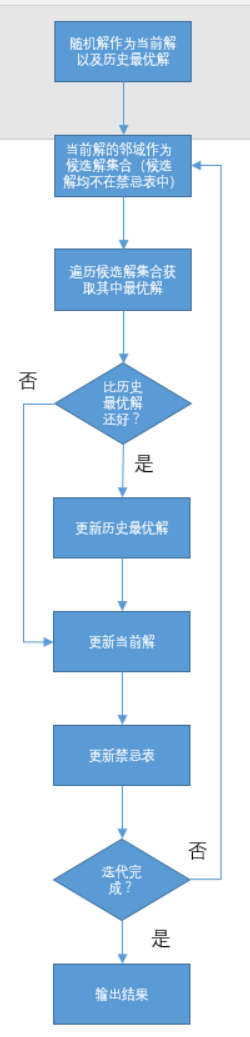 随机解作为当前解
以及历史最优解
当前解的邻域作为
候选解集合（候选
解均不在禁忌表中）
遍历候选解集合获
取其中最优解
否
比历史
最优解
还好？
是
更新历史最优解
更新当前解
更新禁忌表
否
迭代完
成？
是
输出结果